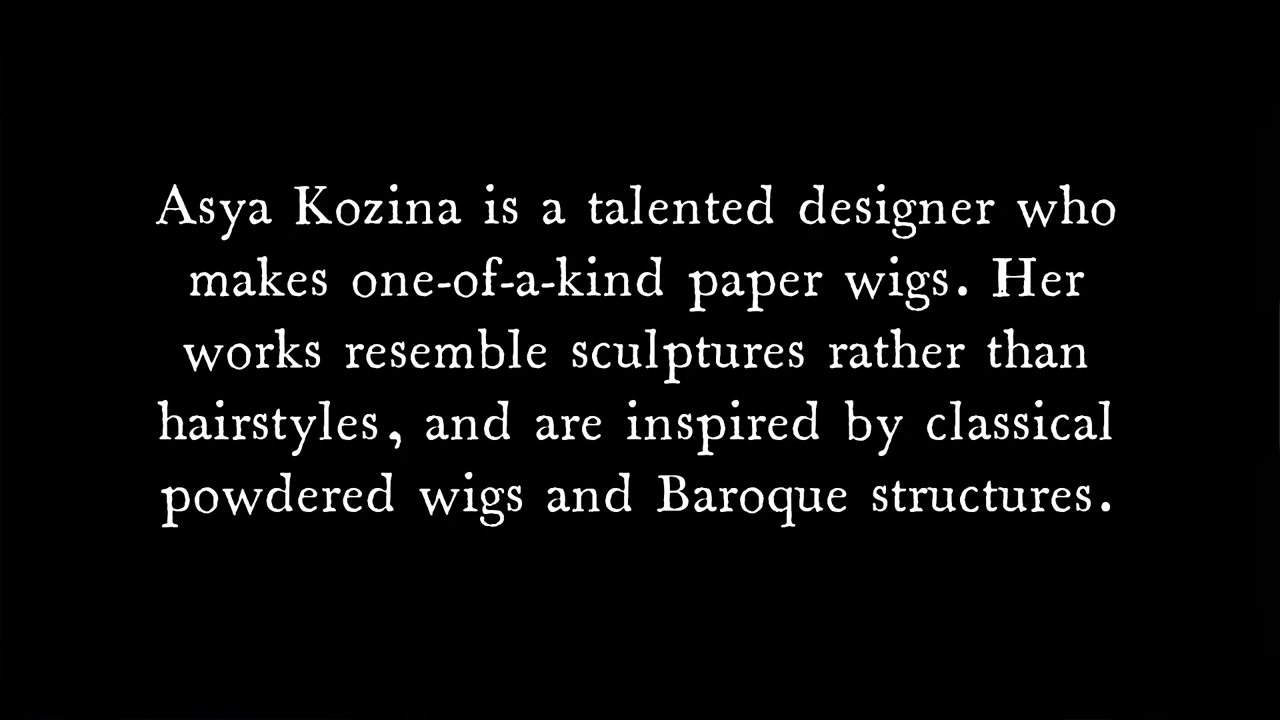 Asya Kozina is a talented designer who
makes one-of-a-kind paper wigs. Her
works resemble sculptures rather than
hairstyles, and are inspired by classical
powdered wigs and Baroque structures.